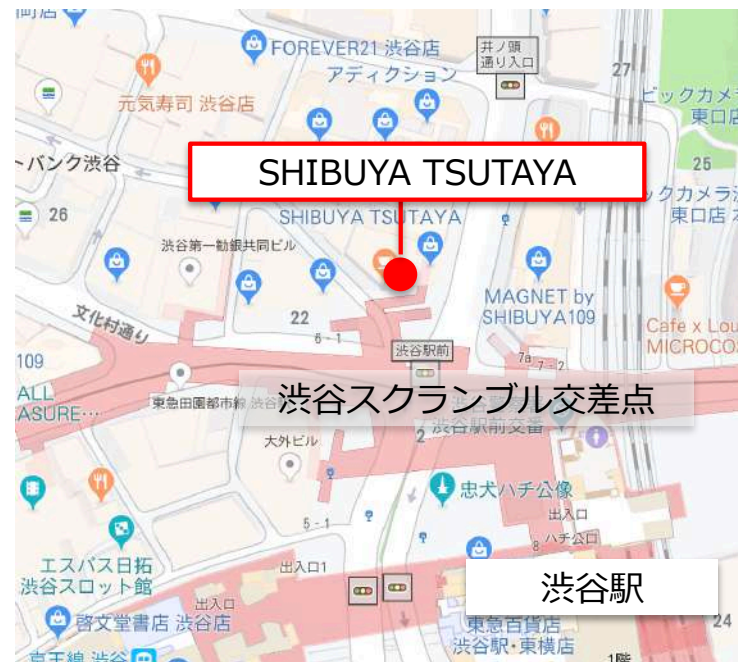 FOREVER21 渋谷店
アディクション
井ノ頭
通り入口
27
元気寿司 渋谷店
ビックカメラ
東口店
トバンク渋谷
SHIBUYA TSUTAYA
25
26
SHIBUYA TSUTAYA
ックカメラ渋
東口店
渋谷第一勧銀共同ビル
MAGNET by
SHIBUYA109
22
文化村通り
6-1
渋谷駅前
7a
7-2
Cafe x Lou
MICROCOS
109
ALL
ASURE…
東急田園都市線
渋谷スクランブル交差点
渋谷駅前交番
2
大外ビル
忠犬ハチ公像
出入口
8 ハチ公口
5-1
エスパス日拓
渋谷スロット館
出入口1
渋谷駅
出入口
啓文堂書店 渋谷店
東急百貨店
渋谷駅・東横店
24
京王線 渋谷
1階